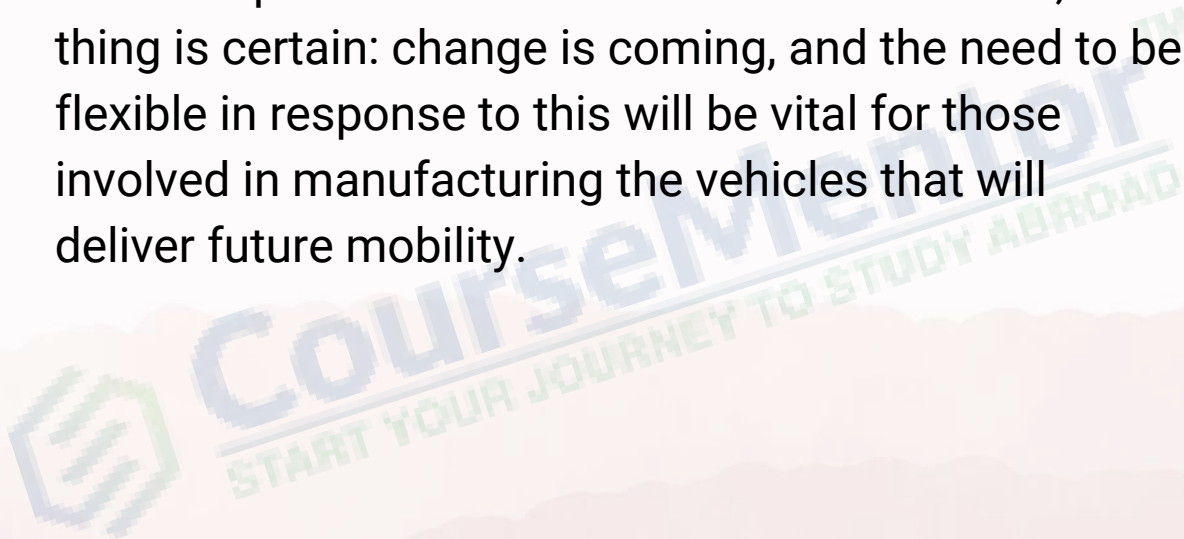 thing is certain: change is coming, and the need to be
flexible in response to this will be vital for those
involved in manufacturing the vehicles that will
deliver future mobility.
CourseMentor
START YOUR JOURNEY TO STUDY ABROAD